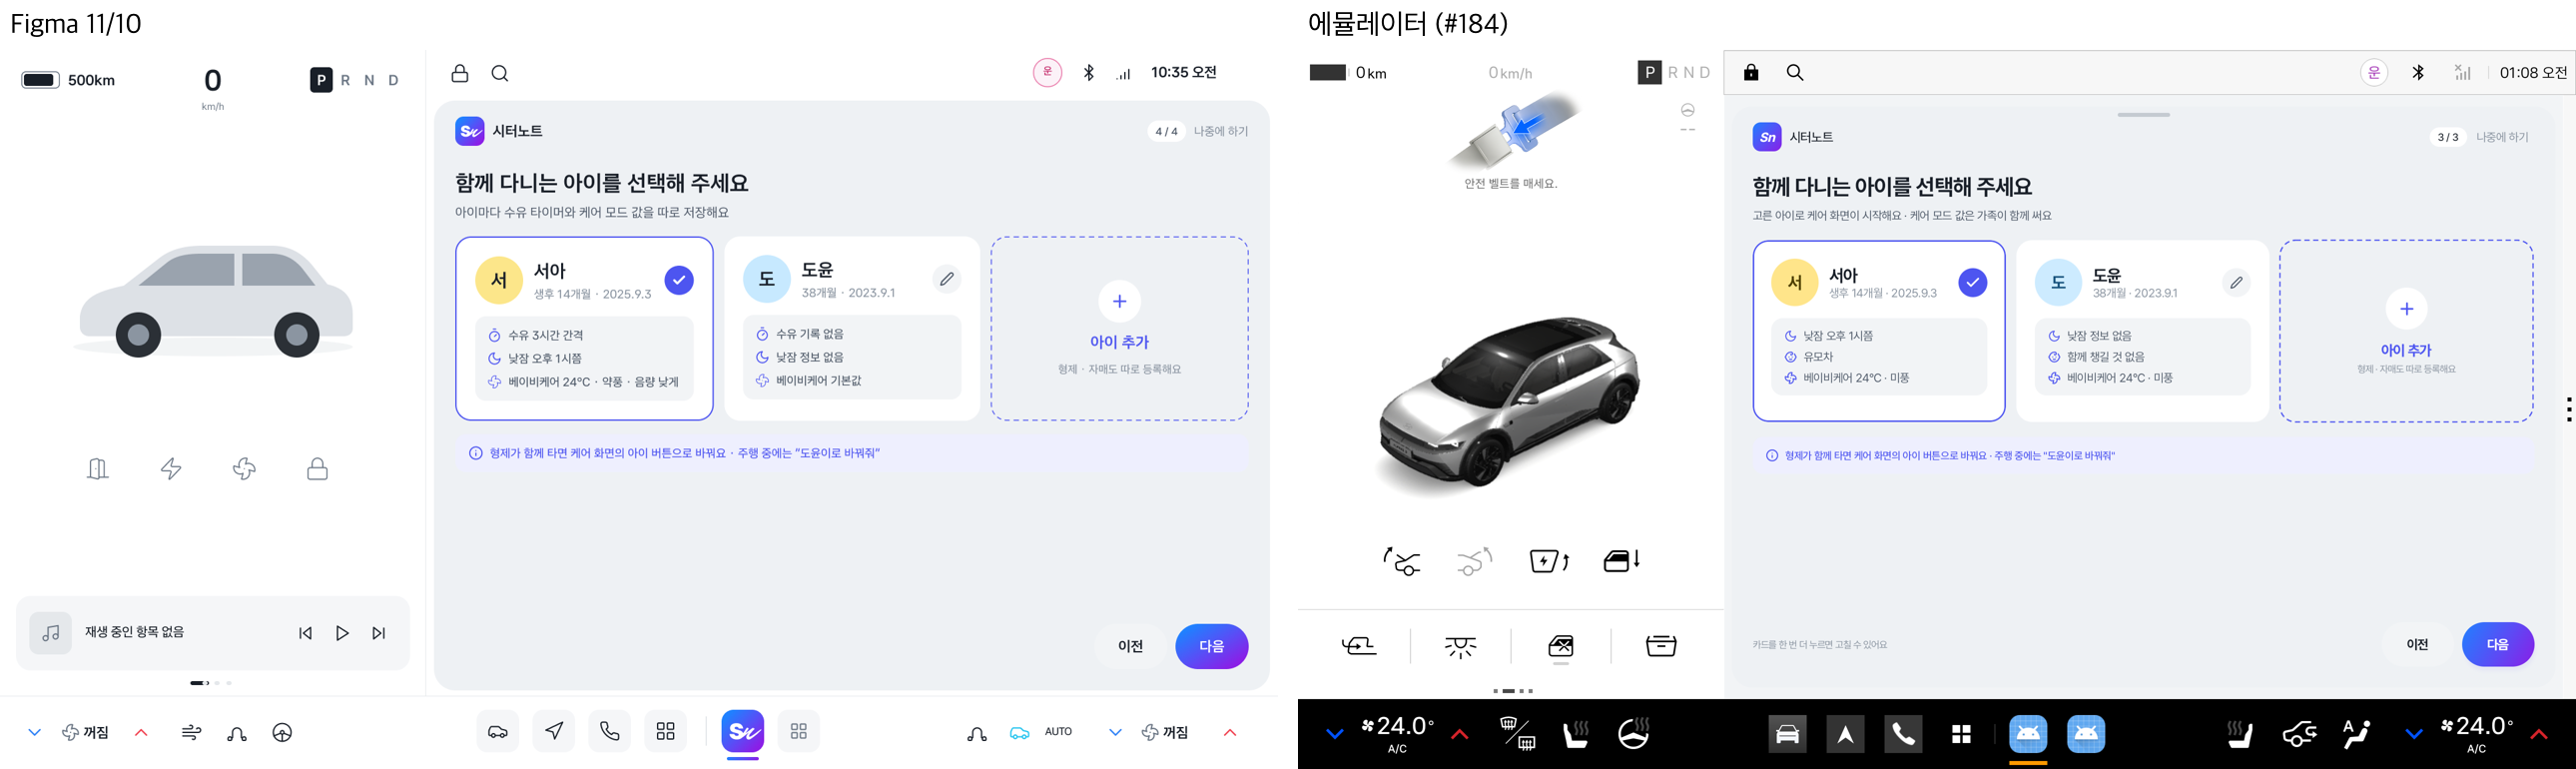 Figma 11/10
500km
0
km/h
P R N D
10:35 오전
운
Sn 시터노트
4 / 4 나중에 하기
함께 다니는 아이를 선택해 주세요
아이마다 수유 타이머와 케어 모드 값을 따로 저장해요
서
서아
생후 14개월 · 2025.9.3
수유 3시간 간격
낮잠 오후 1시쯤
베이비케어 24°C · 약풍 · 음량 낮게
도
도윤
38개월 · 2023.9.1
수유 기록 없음
낮잠 정보 없음
베이비케어 기본값
아이 추가
형제 · 자매도 따로 등록해요
형제가 함께 타면 케어 화면의 아이 버튼으로 바꿔요 · 주행 중에는 "도윤이로 바꿔줘"
재생 중인 항목 없음
이전 다음
꺼짐
Sn
AUTO
꺼짐
에뮬레이터 (#184)
0 km
0 km/h
P R N D
안전 벨트를 매세요.
운
01:08 오전
Sn 시터노트
3 / 3 나중에 하기
함께 다니는 아이를 선택해 주세요
고른 아이로 케어 화면이 시작해요 · 케어 모드 값은 가족이 함께 써요
서
서아
생후 14개월 · 2025.9.3
낮잠 오후 1시쯤
유모차
베이비케어 24°C · 미풍
도
도윤
38개월 · 2023.9.1
낮잠 정보 없음
함께 챙길 것 없음
베이비케어 24°C · 미풍
아이 추가
형제 · 자매도 따로 등록해요
형제가 함께 타면 케어 화면의 아이 버튼으로 바꿔요 · 주행 중에는 "도윤이로 바꿔줘"
카드를 한 번 더 누르면 고칠 수 있어요
이전 다음
24.0°
A/C
A
24.0°
A/C